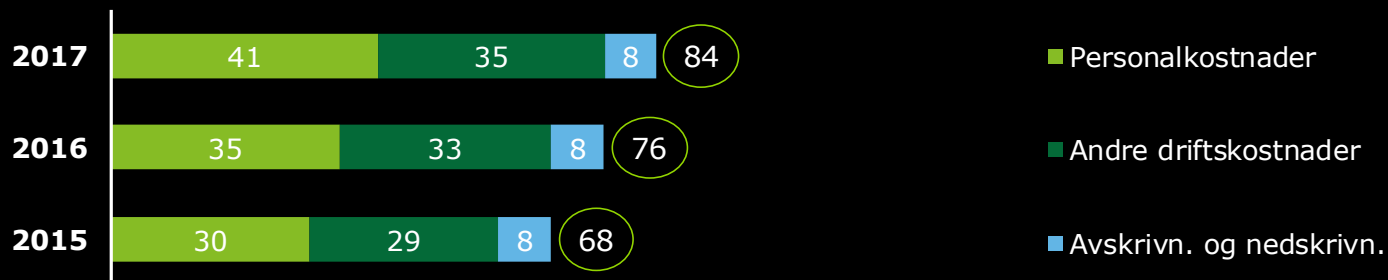 2017 41 35 8 84 Personalkostnader
2016 35 33 8 76 Andre driftskostnader
2015 30 29 8 68 Avskrivn. og nedskrivn.